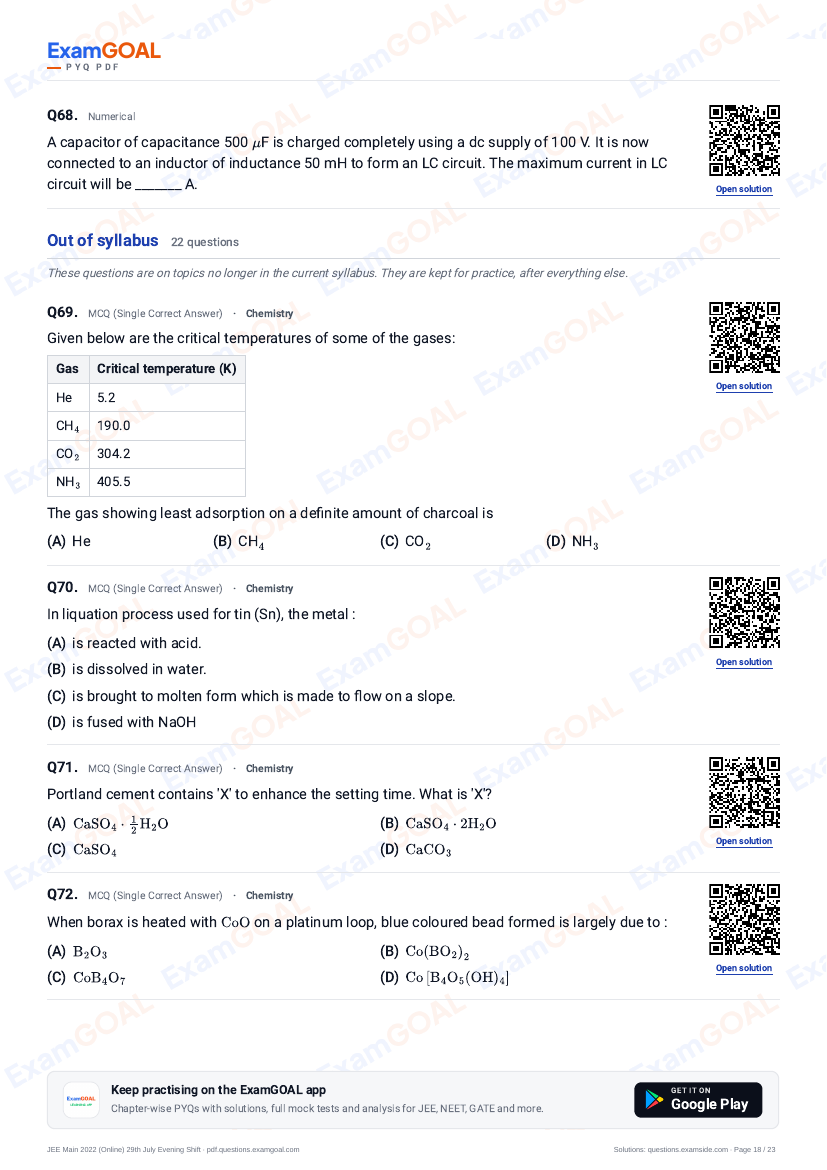 ExamGOAL
PYQ PDF
Q68. Numerical
A capacitor of capacitance 500 μF is charged completely using a dc supply of 100 V. It is now
connected to an inductor of inductance 50 mH to form an LC circuit. The maximum current in LC
circuit will be _______ A.
Open solution
Out of syllabus 22 questions
These questions are on topics no longer in the current syllabus. They are kept for practice, after everything else.
Q69. MCQ (Single Correct Answer) · Chemistry
Given below are the critical temperatures of some of the gases:
Open solution
Gas Critical temperature (K)
He 5.2
CH₄ 190.0
CO₂ 304.2
NH₃ 405.5
The gas showing least adsorption on a definite amount of charcoal is
(A) He (B) CH₄ (C) CO₂ (D) NH₃
Q70. MCQ (Single Correct Answer) · Chemistry
In liquation process used for tin (Sn), the metal :
(A) is reacted with acid.
Open solution
(B) is dissolved in water.
(C) is brought to molten form which is made to flow on a slope.
(D) is fused with NaOH
Q71. MCQ (Single Correct Answer) · Chemistry
Portland cement contains 'X' to enhance the setting time. What is 'X'?
(A) CaSO₄ · ½H₂O (B) CaSO₄ · 2H₂O
Open solution
(C) CaSO₄ (D) CaCO₃
Q72. MCQ (Single Correct Answer) · Chemistry
When borax is heated with CoO on a platinum loop, blue coloured bead formed is largely due to :
(A) B₂O₃ (B) Co(BO₂)₂
Open solution
(C) CoB₄O₇ (D) Co [B₄O₅(OH)₄]
ExamGOAL
Keep practising on the ExamGOAL app
Chapter-wise PYQs with solutions, full mock tests and analysis for JEE, NEET, GATE and more.
GET IT ON
Google Play
JEE Main 2022 (Online) 29th July Evening Shift · pdf.questions.examgoal.com
Solutions: questions.examside.com · Page 18 / 23